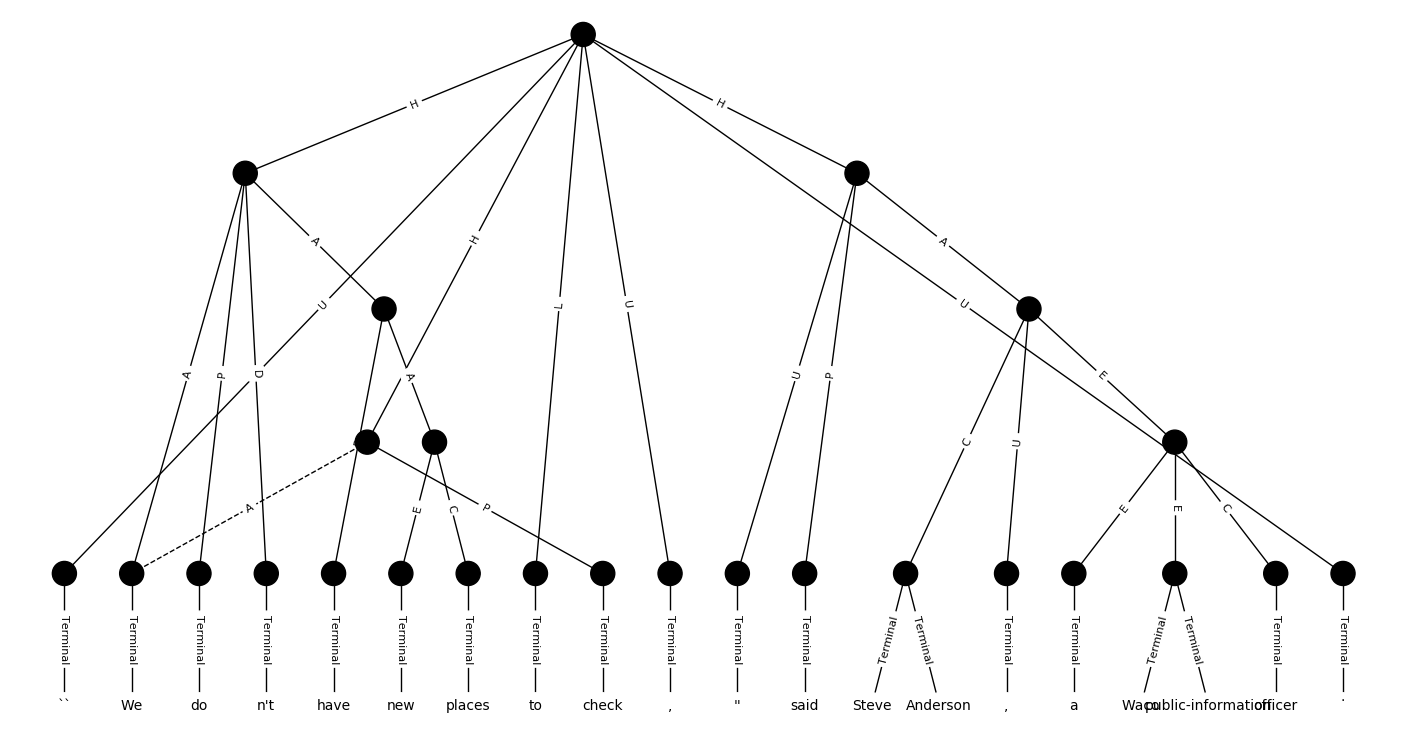 H H
A H A
U L U U
A P D A U P E
C U
A E C P E E C
Terminal Terminal Terminal Terminal Terminal Terminal Terminal Terminal Terminal Terminal Terminal Terminal Terminal Terminal Terminal Terminal Terminal Terminal Terminal Terminal
`` We do n't have new places to check , " said Steve Anderson , a Waco public-information officer .